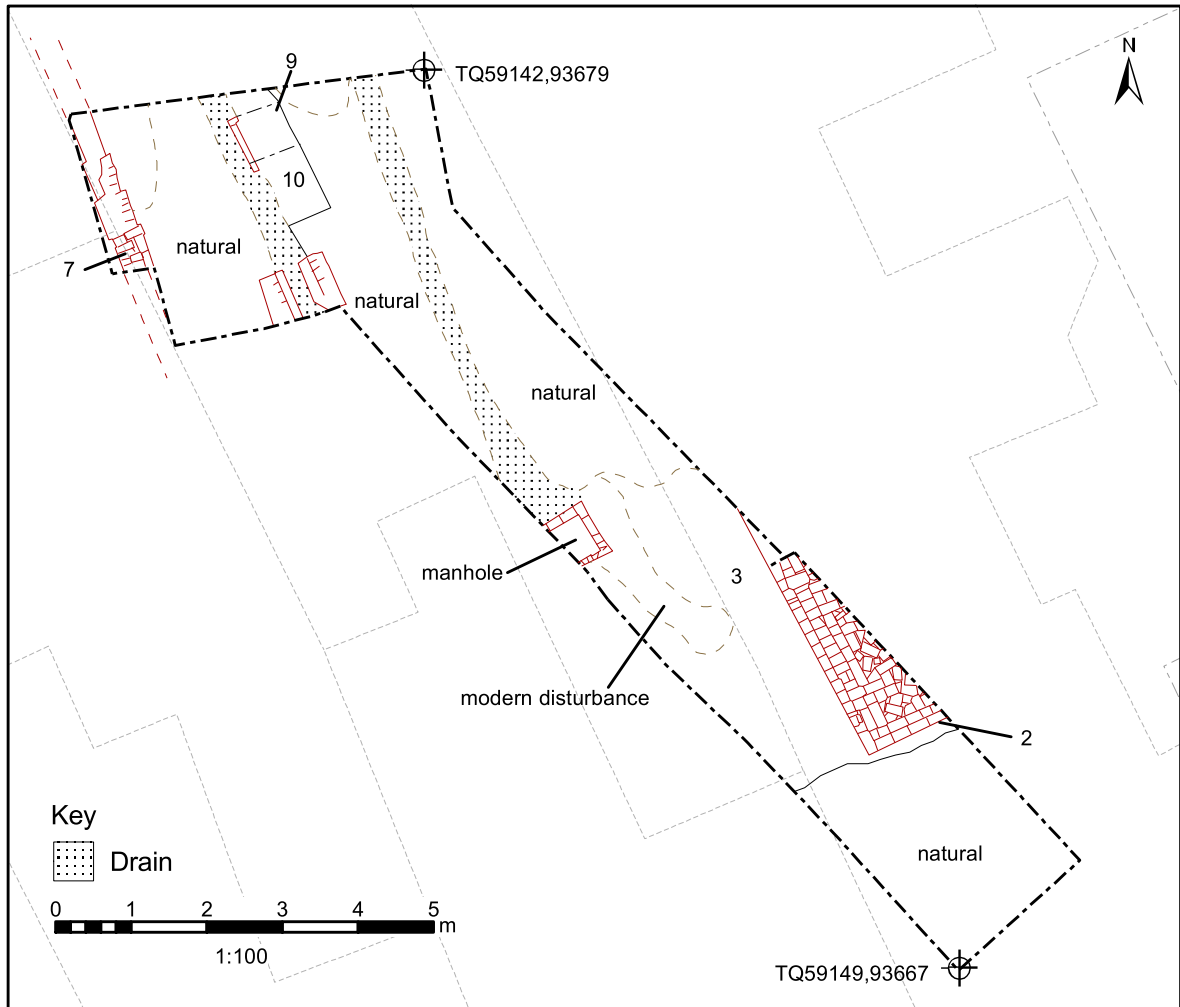 9
TQ59142,93679
N
10
natural
7
natural
natural
3
manhole
modern disturbance
2
Key
Drain
natural
0 1 2 3 4 5
m
1:100
TQ59149,93667